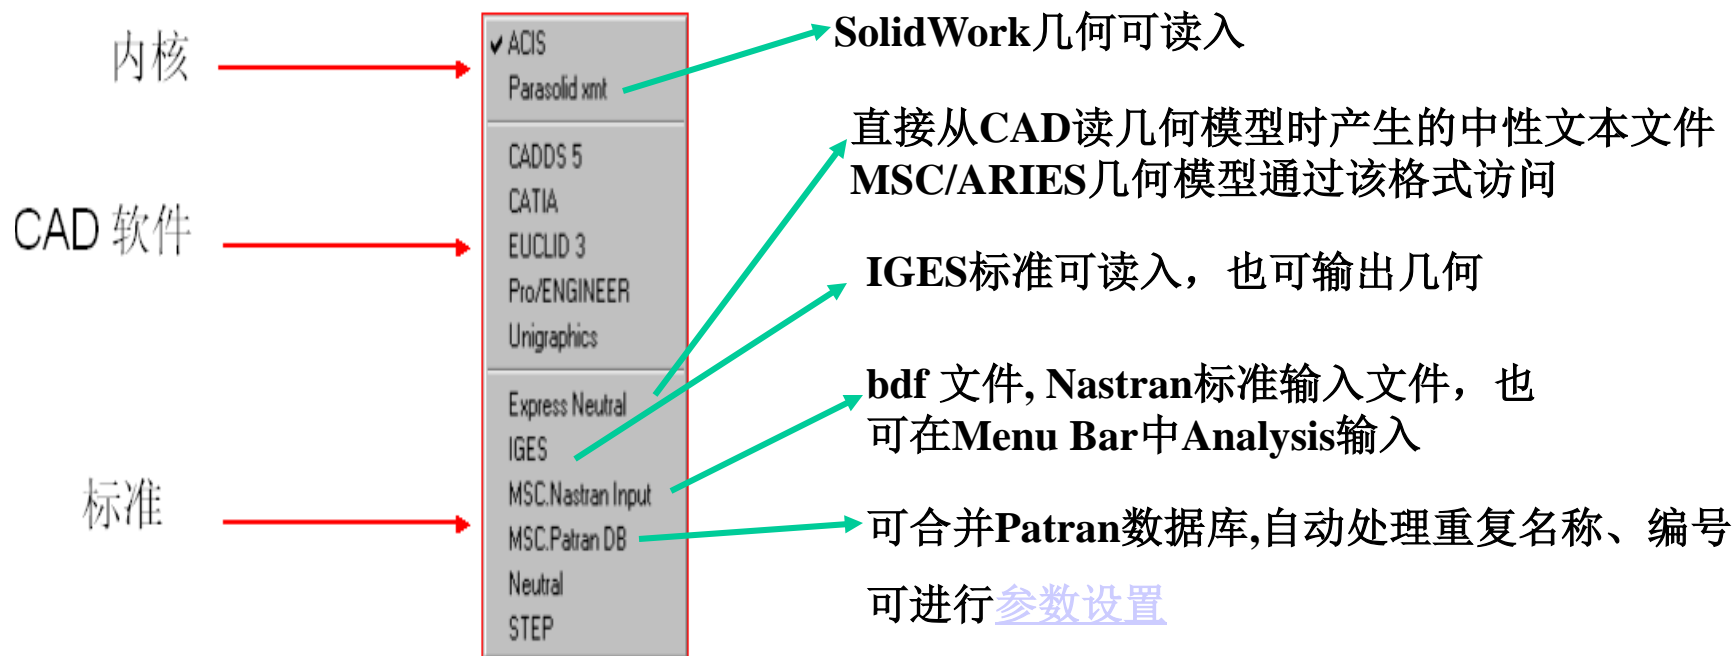 内核
CAD 软件
标准
✓ACIS
Parasolid xmt
CADDS 5
CATIA
EUCLID 3
Pro/ENGINEER
Unigraphics
Express Neutral
IGES
MSC.Nastran Input
MSC.Patran DB
Neutral
STEP
SolidWork几何可读入
直接从CAD读几何模型时产生的中性文本文件
MSC/ARIES几何模型通过该格式访问
IGES标准可读入，也可输出几何
bdf 文件, Nastran标准输入文件，也
可在Menu Bar中Analysis输入
可合并Patran数据库,自动处理重复名称、编号
可进行参数设置